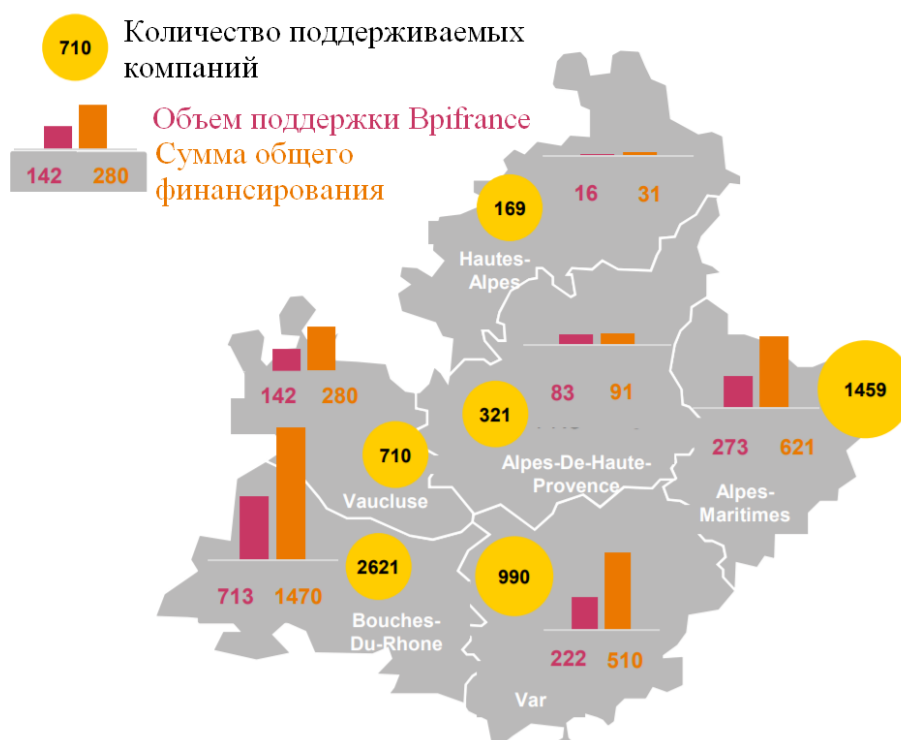 710
Количество поддерживаемых
компаний
Объем поддержки Bpifrance
142 280
Сумма общего
финансирования
16 31
169
Hautes-
Alpes
142 280
710
Vaucluse
83 91
321
Alpes-De-Haute-
Provence
1459
273 621
Alpes-
Maritimes
713 1470
2621
Bouches-
Du-Rhone
990
222 510
Var